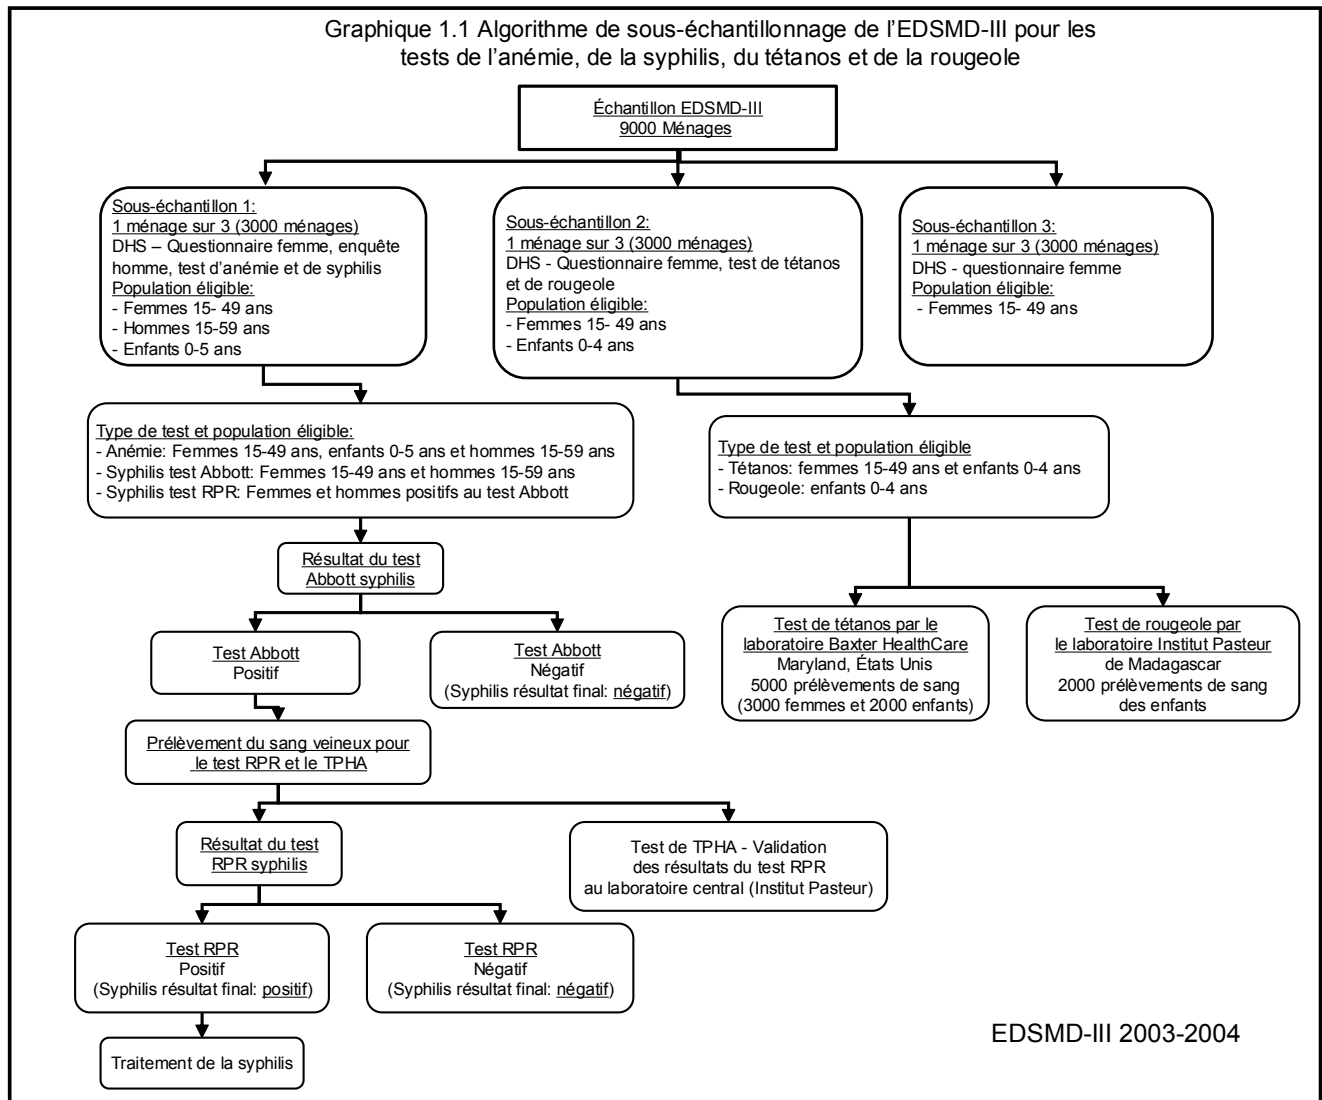 Graphique 1.1 Algorithme de sous-échantillonnage de l'EDSMD-III pour les
tests de l'anémie, de la syphilis, du tétanos et de la rougeole
Échantillon EDSMD-III
9000 Ménages
Sous-échantillon 1:
1 ménage sur 3 (3000 ménages)
DHS – Questionnaire femme, enquête
homme, test d'anémie et de syphilis
Population éligible:
- Femmes 15- 49 ans
- Hommes 15-59 ans
- Enfants 0-5 ans
Sous-échantillon 2:
1 ménage sur 3 (3000 ménages)
DHS - Questionnaire femme, test de tétanos
et de rougeole
Population éligible:
- Femmes 15- 49 ans
- Enfants 0-4 ans
Sous-échantillon 3:
1 ménage sur 3 (3000 ménages)
DHS - questionnaire femme
Population éligible:
- Femmes 15- 49 ans
Type de test et population éligible:
- Anémie: Femmes 15-49 ans, enfants 0-5 ans et hommes 15-59 ans
- Syphilis test Abbott: Femmes 15-49 ans et hommes 15-59 ans
- Syphilis test RPR: Femmes et hommes positifs au test Abbott
Type de test et population éligible
- Tétanos: femmes 15-49 ans et enfants 0-4 ans
- Rougeole: enfants 0-4 ans
Résultat du test
Abbott syphilis
Test Abbott
Positif
Test Abbott
Négatif
(Syphilis résultat final: négatif)
Test de tétanos par le
laboratoire Baxter HealthCare
Maryland, États Unis
5000 prélèvements de sang
(3000 femmes et 2000 enfants)
Test de rougeole par
le laboratoire Institut Pasteur
de Madagascar
2000 prélèvements de sang
des enfants
Prélèvement du sang veineux pour
le test RPR et le TPHA
Résultat du test
RPR syphilis
Test de TPHA - Validation
des résultats du test RPR
au laboratoire central (Institut Pasteur)
Test RPR
Positif
(Syphilis résultat final: positif)
Test RPR
Négatif
(Syphilis résultat final: négatif)
Traitement de la syphilis
EDSMD-III 2003-2004